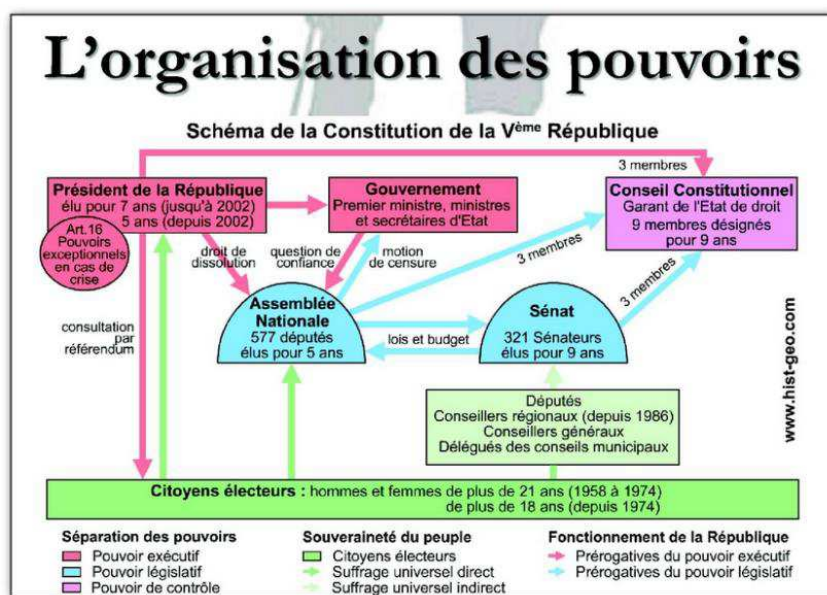 L'organisation des pouvoirs
Schéma de la Constitution de la Vème République
3 membres
Président de la République
élu pour 7 ans (jusqu'à 2002)
5 ans (depuis 2002)
Gouvernement
Premier ministre, ministres
et secrétaires d'Etat
Conseil Constitutionnel
Garant de l'Etat de droit
9 membres désignés
pour 9 ans
Art.16
Pouvoirs
exceptionnels
en cas de
crise
droit de
dissolution
question de
confiance
motion
de censure
3 membres
3 membres
consultation
par
référendum
Assemblée
Nationale
577 députés
élus pour 5 ans
lois et budget
Sénat
321 Sénateurs
élus pour 9 ans
www.hist-geo.com
Députés
Conseillers régionaux (depuis 1986)
Conseillers généraux
Délégués des conseils municipaux
Citoyens électeurs : hommes et femmes de plus de 21 ans (1958 à 1974)
de plus de 18 ans (depuis 1974)
Séparation des pouvoirs
Pouvoir exécutif
Pouvoir législatif
Pouvoir de contrôle
Souveraineté du peuple
Citoyens électeurs
Suffrage universel direct
Suffrage universel indirect
Fonctionnement de la République
Prérogatives du pouvoir exécutif
Prérogatives du pouvoir législatif